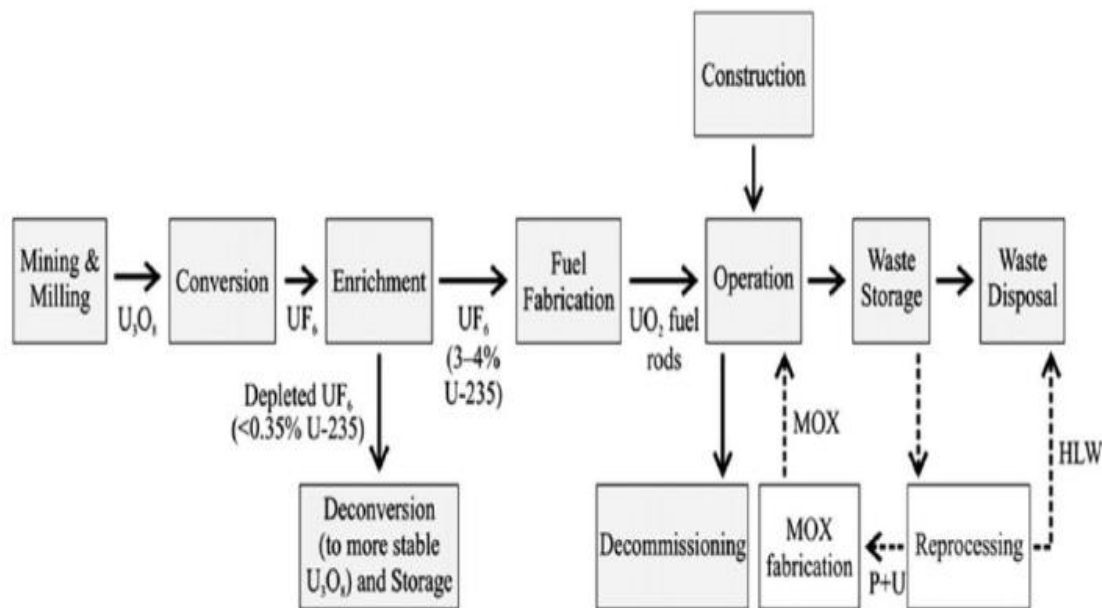 Construction
Mining &
Milling
U₃O₈
Conversion
UF₆
Enrichment
UF₆
(3–4%
U-235)
Fuel
Fabrication
UO₂ fuel
rods
Operation
Waste
Storage
Waste
Disposal
Depleted UF₆
(<0.35% U-235)
Deconversion
(to more stable
U₃O₈) and Storage
Decommissioning
MOX
MOX
fabrication
P+U
Reprocessing
HLW